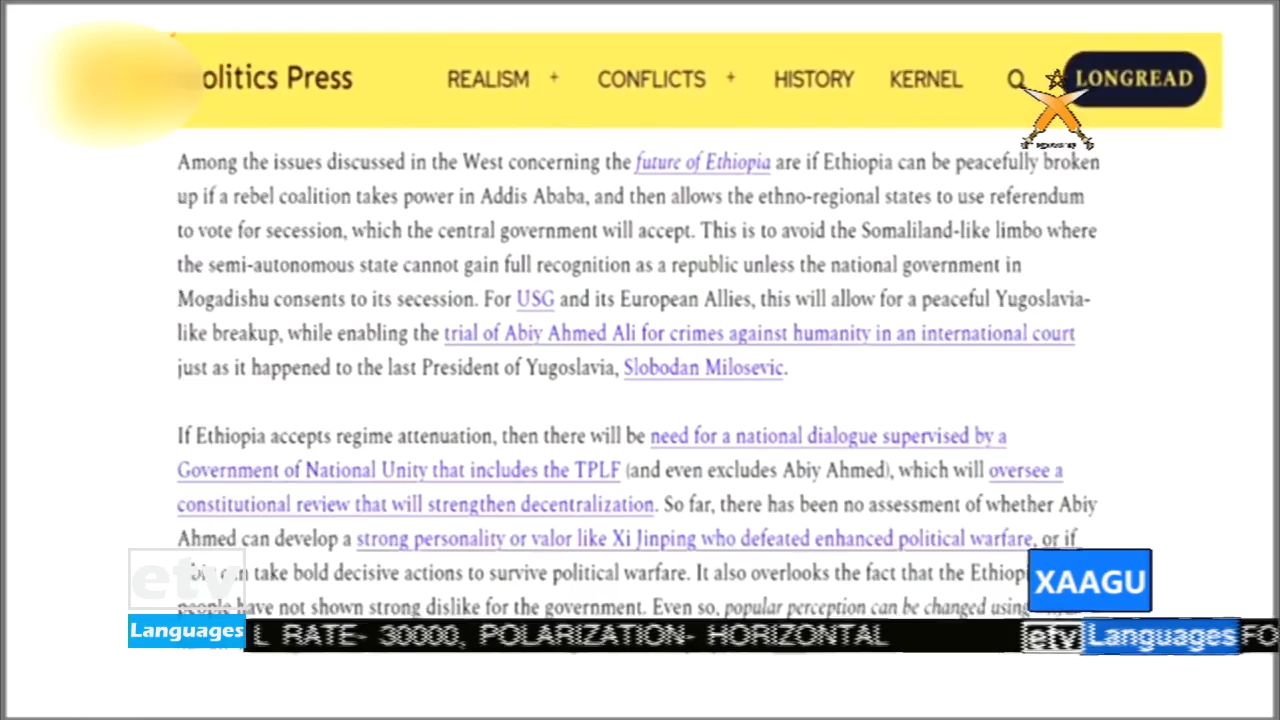 olitics Press
REALISM + CONFLICTS + HISTORY KERNEL LONGREAD
Among the issues discussed in the West concerning the future of Ethiopia are if Ethiopia can be peacefully broken
up if a rebel coalition takes power in Addis Ababa, and then allows the ethno-regional states to use referendum
to vote for secession, which the central government will accept. This is to avoid the Somaliland-like limbo where
the semi-autonomous state cannot gain full recognition as a republic unless the national government in
Mogadishu consents to its secession. For USG and its European Allies, this will allow for a peaceful Yugoslavia-
like breakup, while enabling the trial of Abiy Ahmed Ali for crimes against humanity in an international court
just as it happened to the last President of Yugoslavia, Slobodan Milosevic.
If Ethiopia accepts regime attenuation, then there will be need for a national dialogue supervised by a
Government of National Unity that includes the TPLF (and even excludes Abiy Ahmed), which will oversee a
constitutional review that will strengthen decentralization. So far, there has been no assessment of whether Abiy
Ahmed can develop a strong personality or valor like Xi Jinping who defeated enhanced political warfare, or if
take bold decisive actions to survive political warfare. It also overlooks the fact that the Ethiop
people have not shown strong dislike for the government. Even so, popular perception can be changed using
etv
Languages
XAAGU
L RATE- 30000, POLARIZATION- HORIZONTAL etv Languages FO